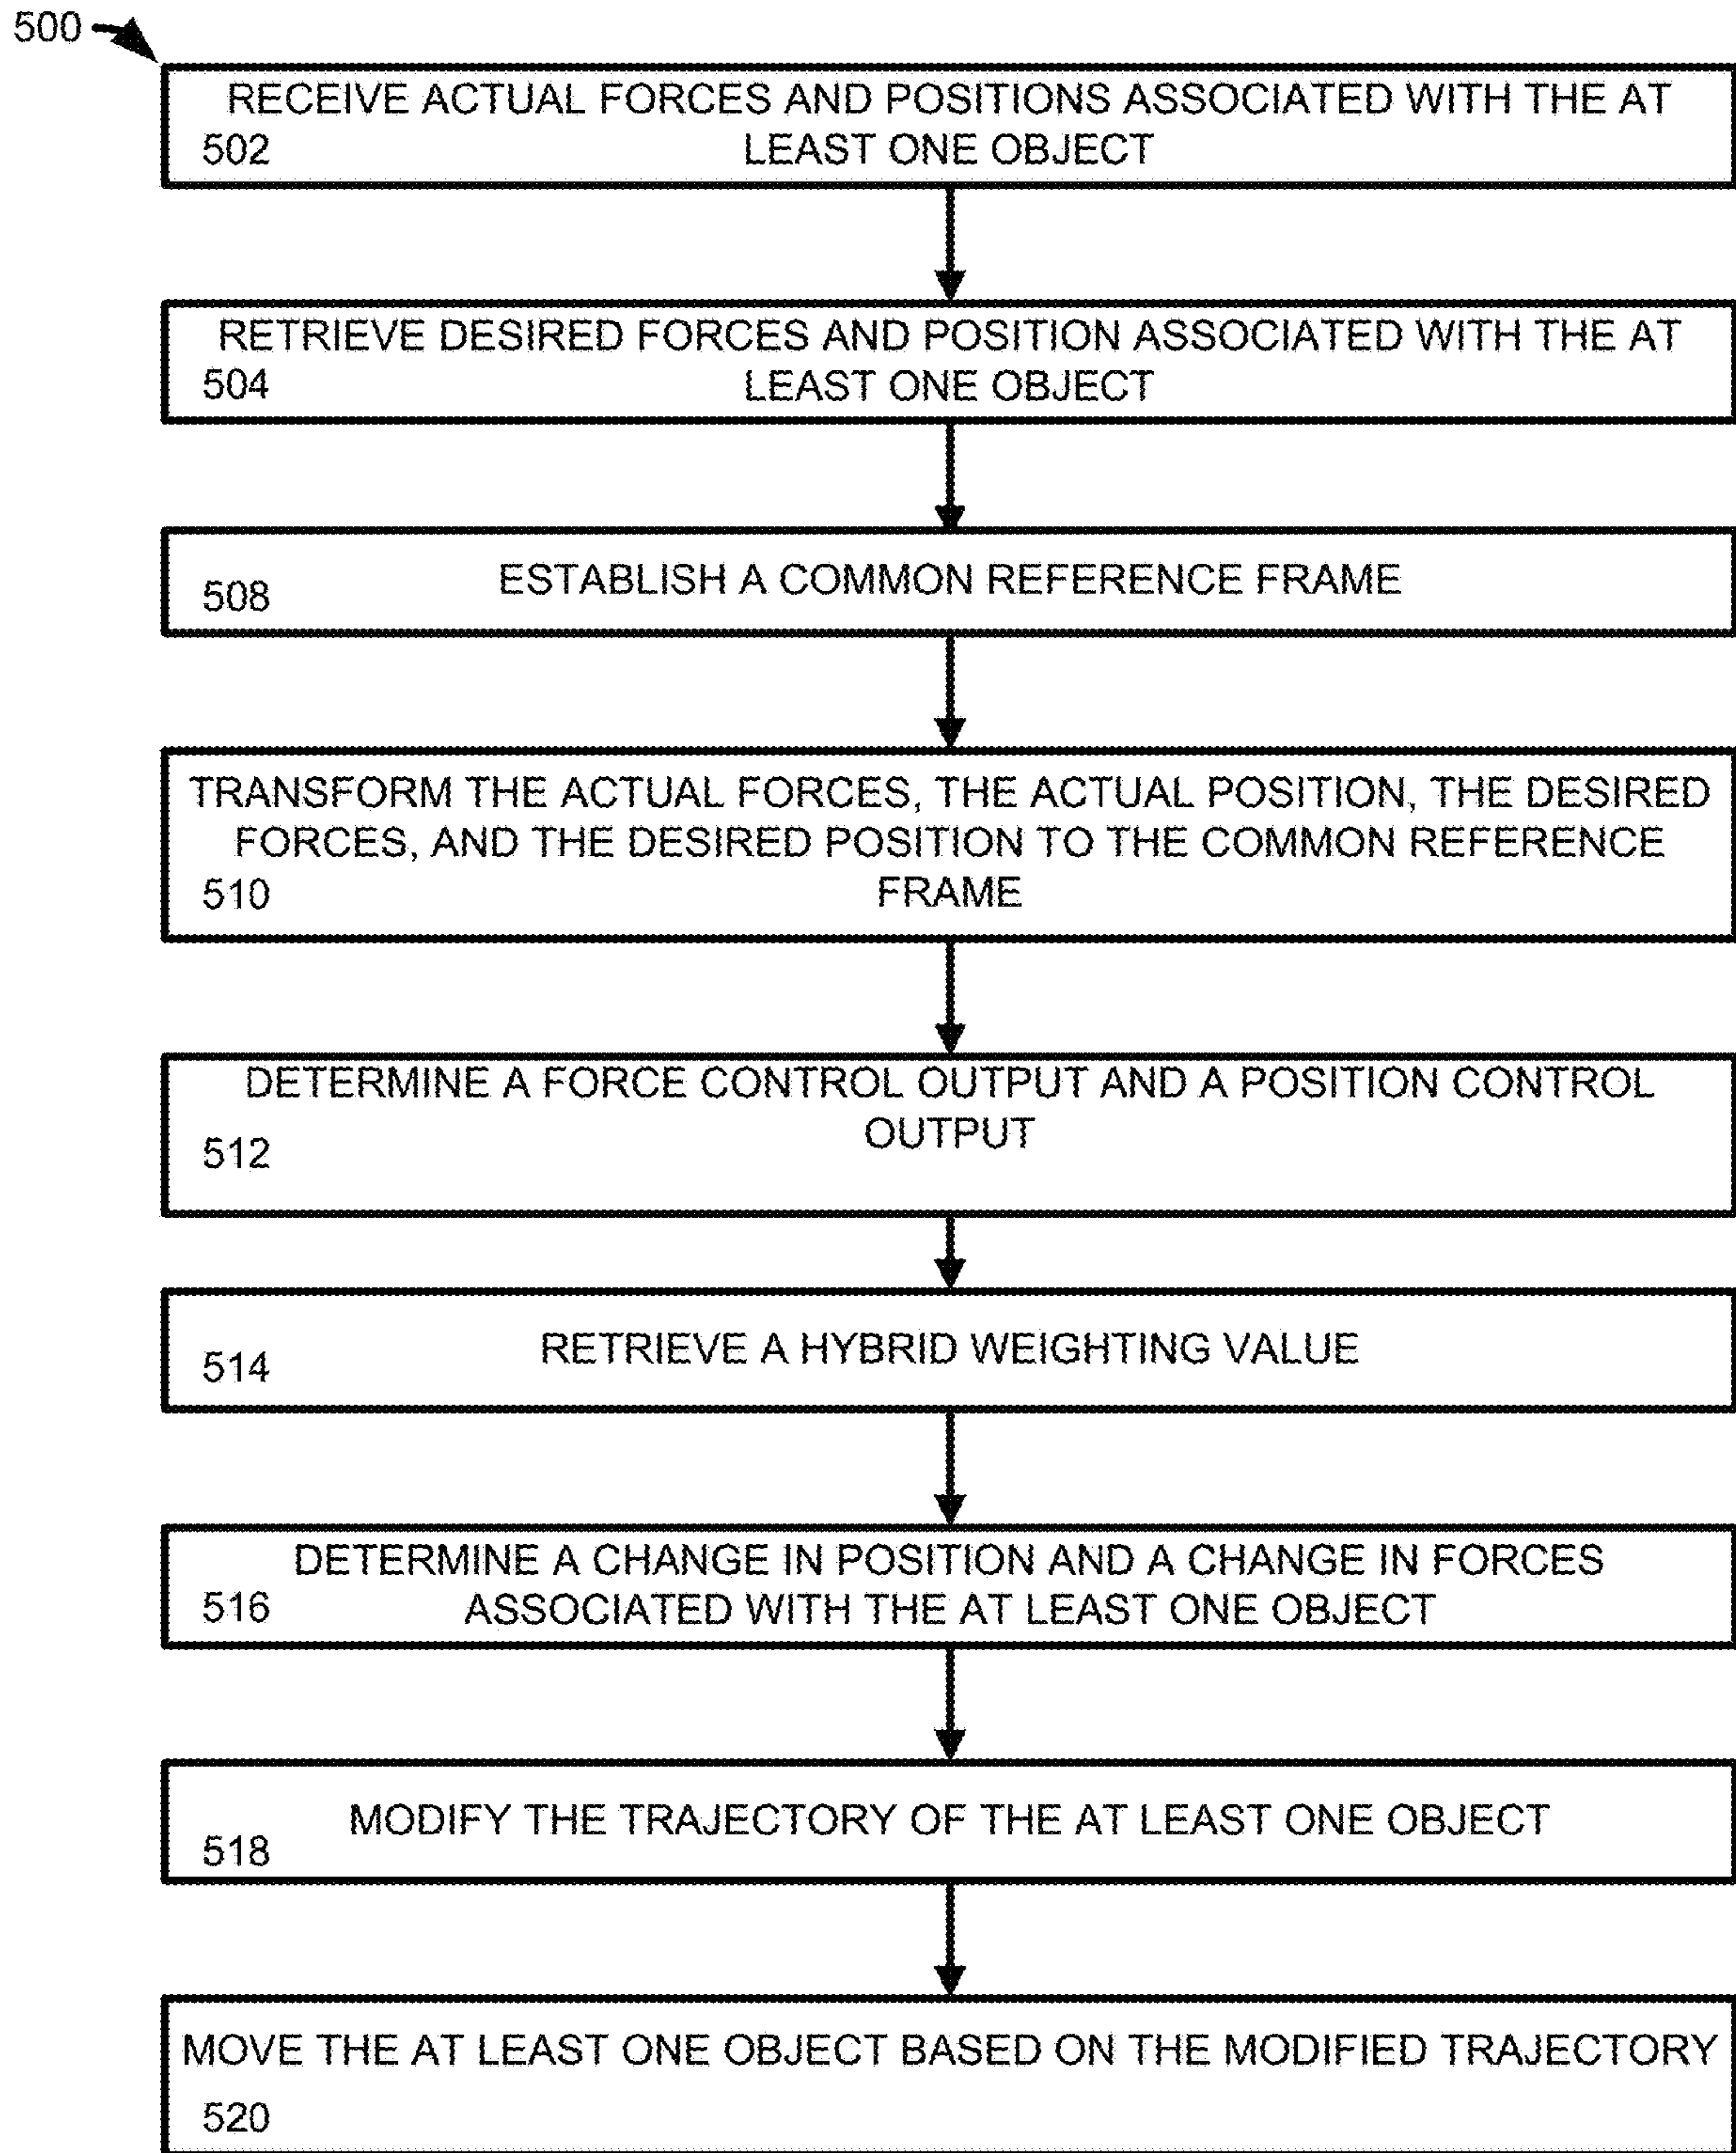 500
RECEIVE ACTUAL FORCES AND POSITIONS ASSOCIATED WITH THE AT
502 LEAST ONE OBJECT
RETRIEVE DESIRED FORCES AND POSITION ASSOCIATED WITH THE AT
504 LEAST ONE OBJECT
508 ESTABLISH A COMMON REFERENCE FRAME
TRANSFORM THE ACTUAL FORCES, THE ACTUAL POSITION, THE DESIRED
FORCES, AND THE DESIRED POSITION TO THE COMMON REFERENCE
510 FRAME
DETERMINE A FORCE CONTROL OUTPUT AND A POSITION CONTROL
OUTPUT
512
514 RETRIEVE A HYBRID WEIGHTING VALUE
DETERMINE A CHANGE IN POSITION AND A CHANGE IN FORCES
516 ASSOCIATED WITH THE AT LEAST ONE OBJECT
MODIFY THE TRAJECTORY OF THE AT LEAST ONE OBJECT
518
MOVE THE AT LEAST ONE OBJECT BASED ON THE MODIFIED TRAJECTORY
520